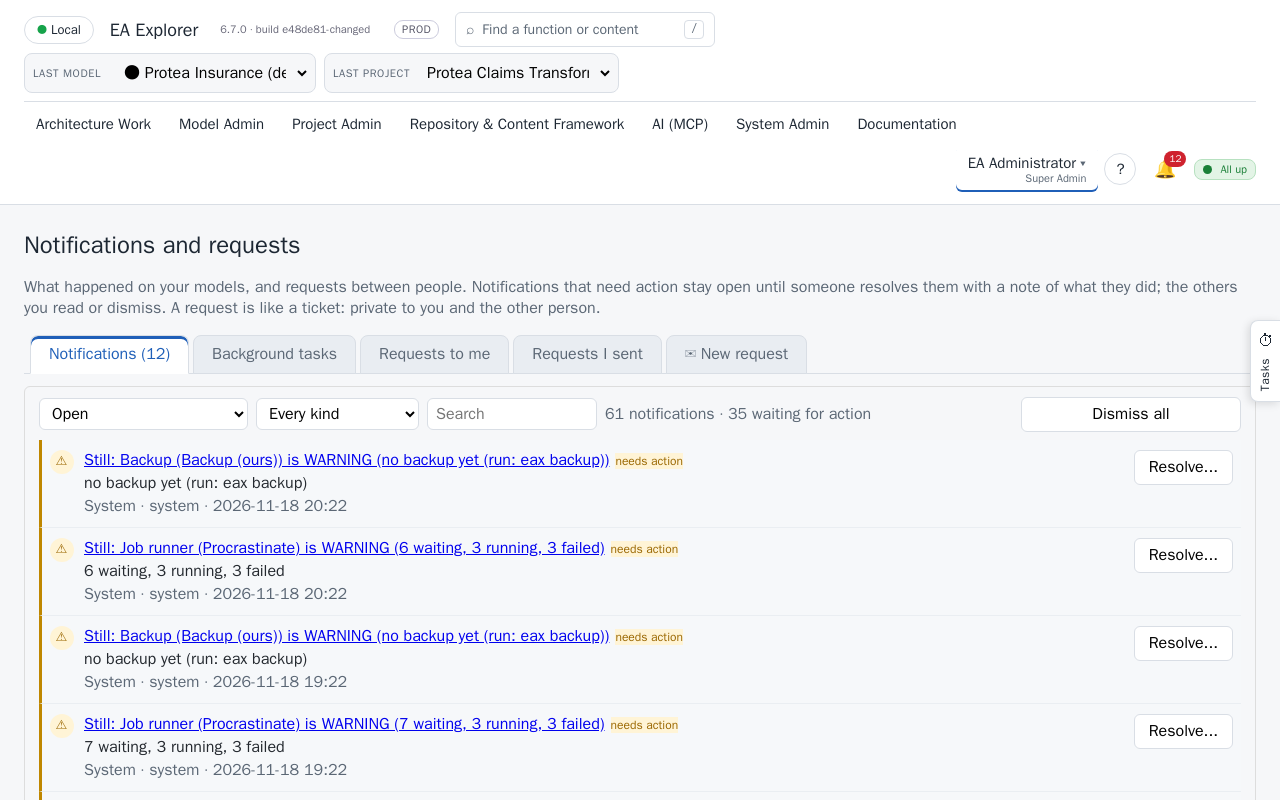 Local
EA Explorer
6.7.0 · build e48de81-changed
PROD
Find a function or content
/
LAST MODEL
Protea Insurance (de
LAST PROJECT
Protea Claims Transforı
Architecture Work
Model Admin
Project Admin
Repository & Content Framework
AI (MCP)
System Admin
Documentation
EA Administrator ▾
Super Admin
?
12
All up
Notifications and requests
What happened on your models, and requests between people. Notifications that need action stay open until someone resolves them with a note of what they did; the others
you read or dismiss. A request is like a ticket: private to you and the other person.
Notifications (12)
Background tasks
Requests to me
Requests I sent
New request
Tasks
Open
Every kind
Search
61 notifications · 35 waiting for action
Dismiss all
Still: Backup (Backup (ours)) is WARNING (no backup yet (run: eax backup)) needs action
Resolve...
no backup yet (run: eax backup)
System · system · 2026-11-18 20:22
Still: Job runner (Procrastinate) is WARNING (6 waiting, 3 running, 3 failed) needs action
Resolve...
6 waiting, 3 running, 3 failed
System · system · 2026-11-18 20:22
Still: Backup (Backup (ours)) is WARNING (no backup yet (run: eax backup)) needs action
Resolve...
no backup yet (run: eax backup)
System · system · 2026-11-18 19:22
Still: Job runner (Procrastinate) is WARNING (7 waiting, 3 running, 3 failed) needs action
Resolve...
7 waiting, 3 running, 3 failed
System · system · 2026-11-18 19:22